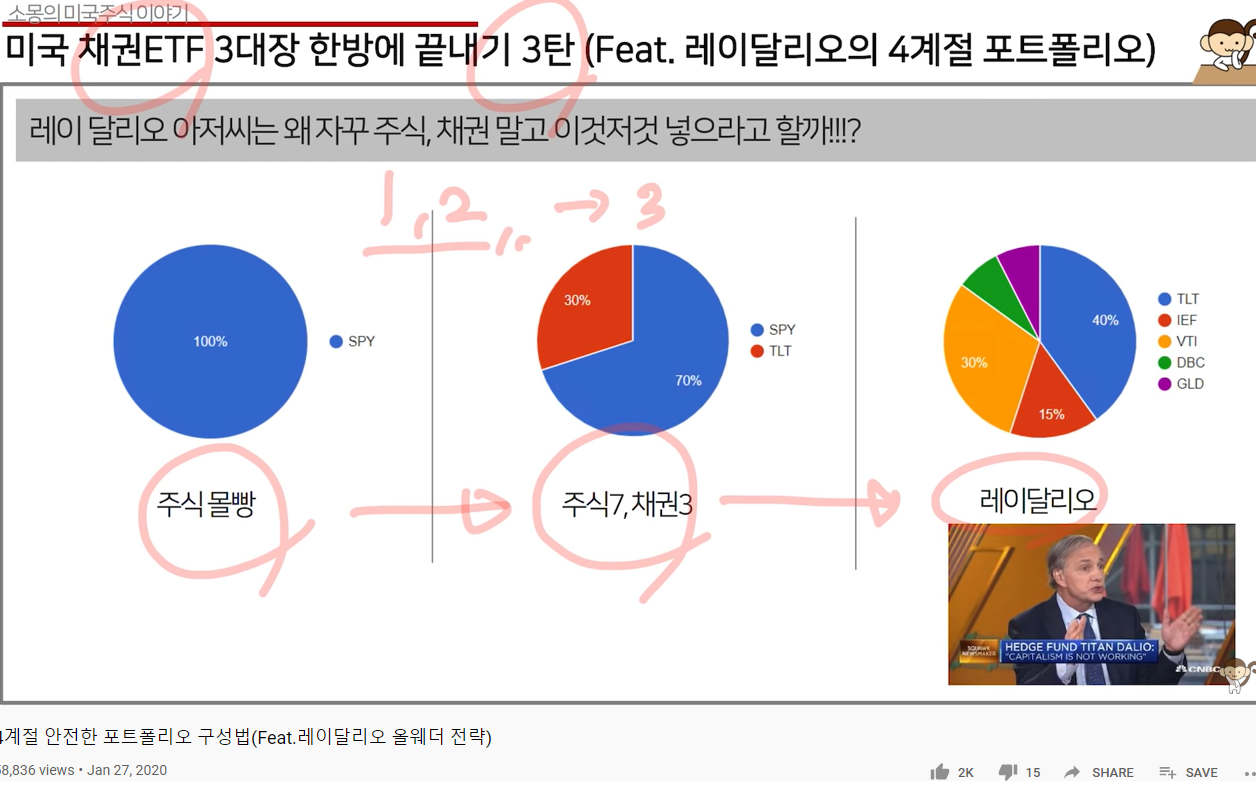 소몽의 미국주식 이야기
미국 채권ETF 3대장 한방에 끝내기 3탄 (Feat. 레이달리오의 4계절 포트폴리오)
레이 달리오 아저씨는 왜 자꾸 주식, 채권 말고 이것저것 넣으라고 할까!!!?
1, 2,, → 3
100%
SPY
30%
70%
SPY
TLT
40%
30%
15%
TLT
IEF
VTI
DBC
GLD
주식 몰빵
주식7, 채권3
레이달리오
SQUAWK
NEWSMAKER
HEDGE FUND TITAN DALIO:
"CAPITALISM IS NOT WORKING"
CNBC
4계절 안전한 포트폴리오 구성법(Feat.레이달리오 올웨더 전략)
58,836 views • Jan 27, 2020
2K
15
SHARE
SAVE